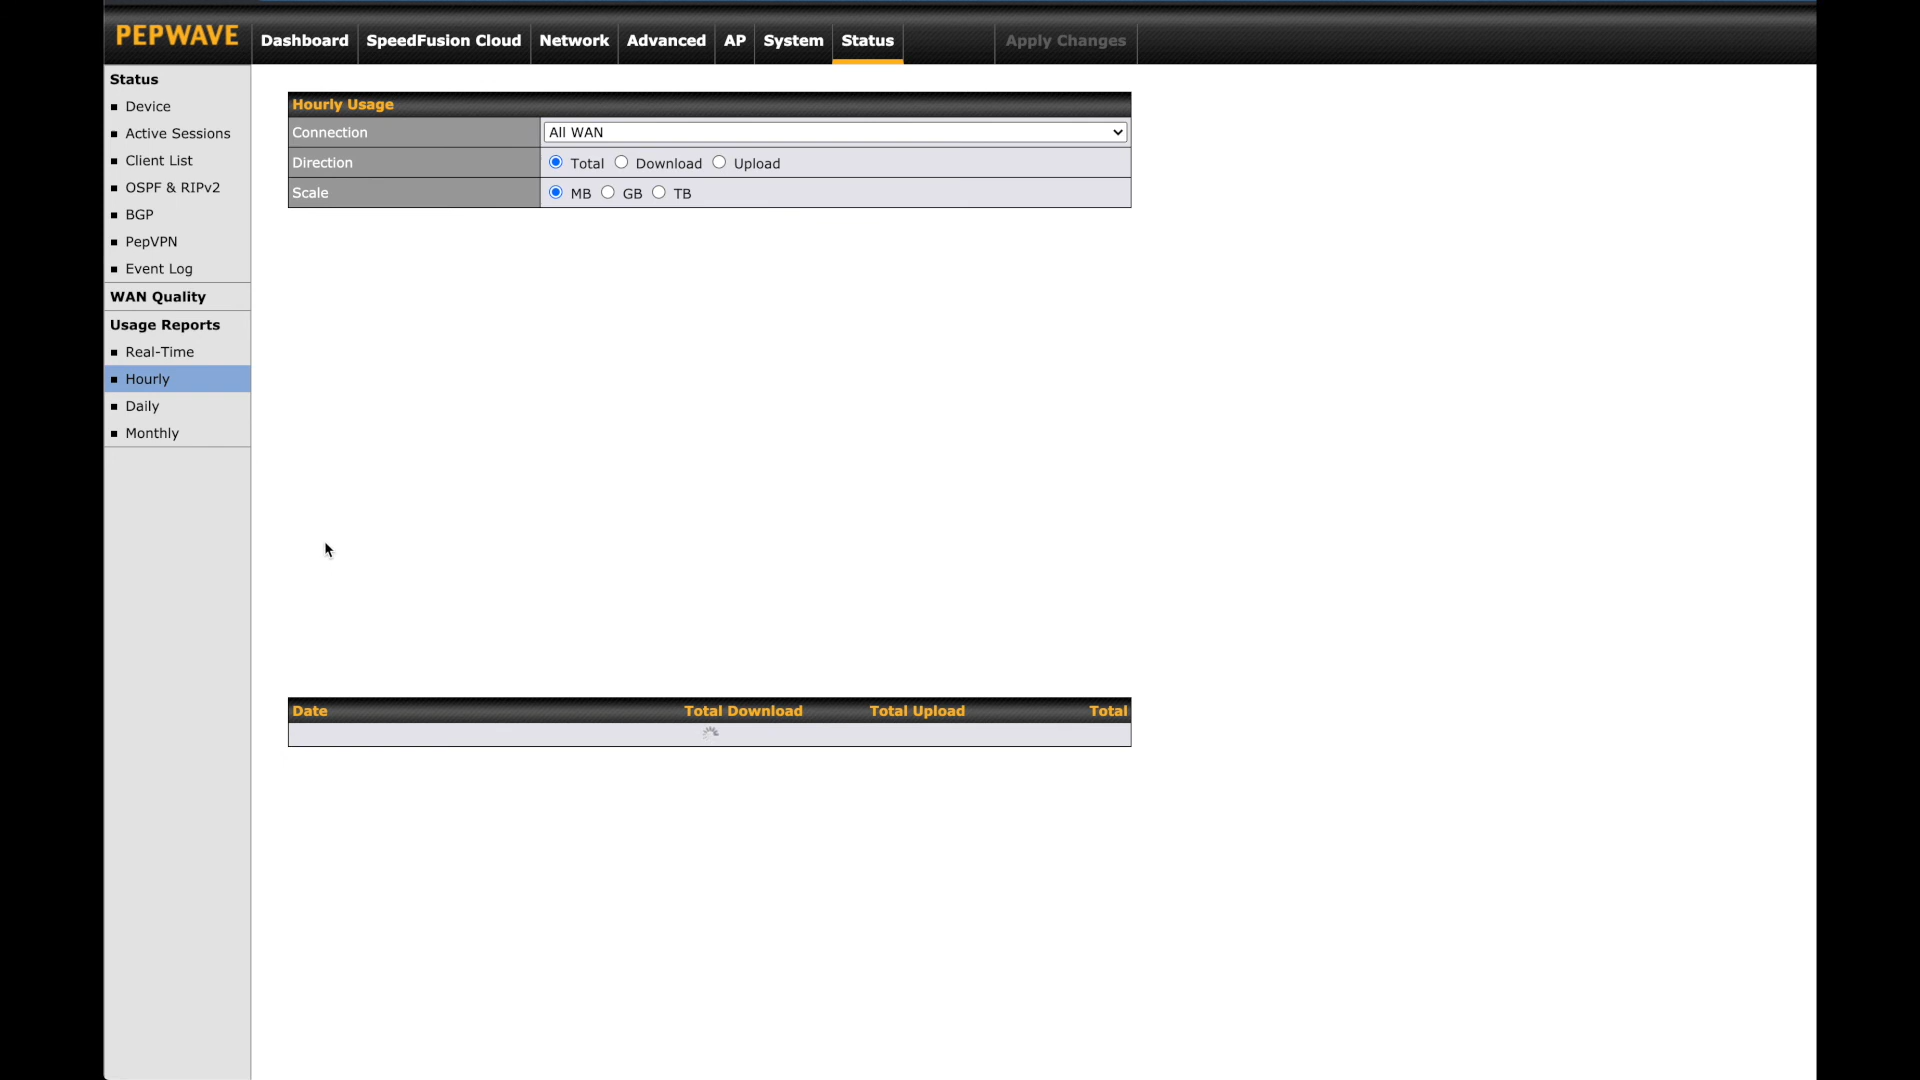 PEPWAVE
Dashboard SpeedFusion Cloud Network Advanced AP System Status Apply Changes
Status
Device
Active Sessions
Client List
OSPF & RIPv2
BGP
PepVPN
Event Log
WAN Quality
Usage Reports
Real-Time
Hourly
Daily
Monthly
Hourly Usage
Connection All WAN
Direction Total Download Upload
Scale MB GB TB
Date Total Download Total Upload Total